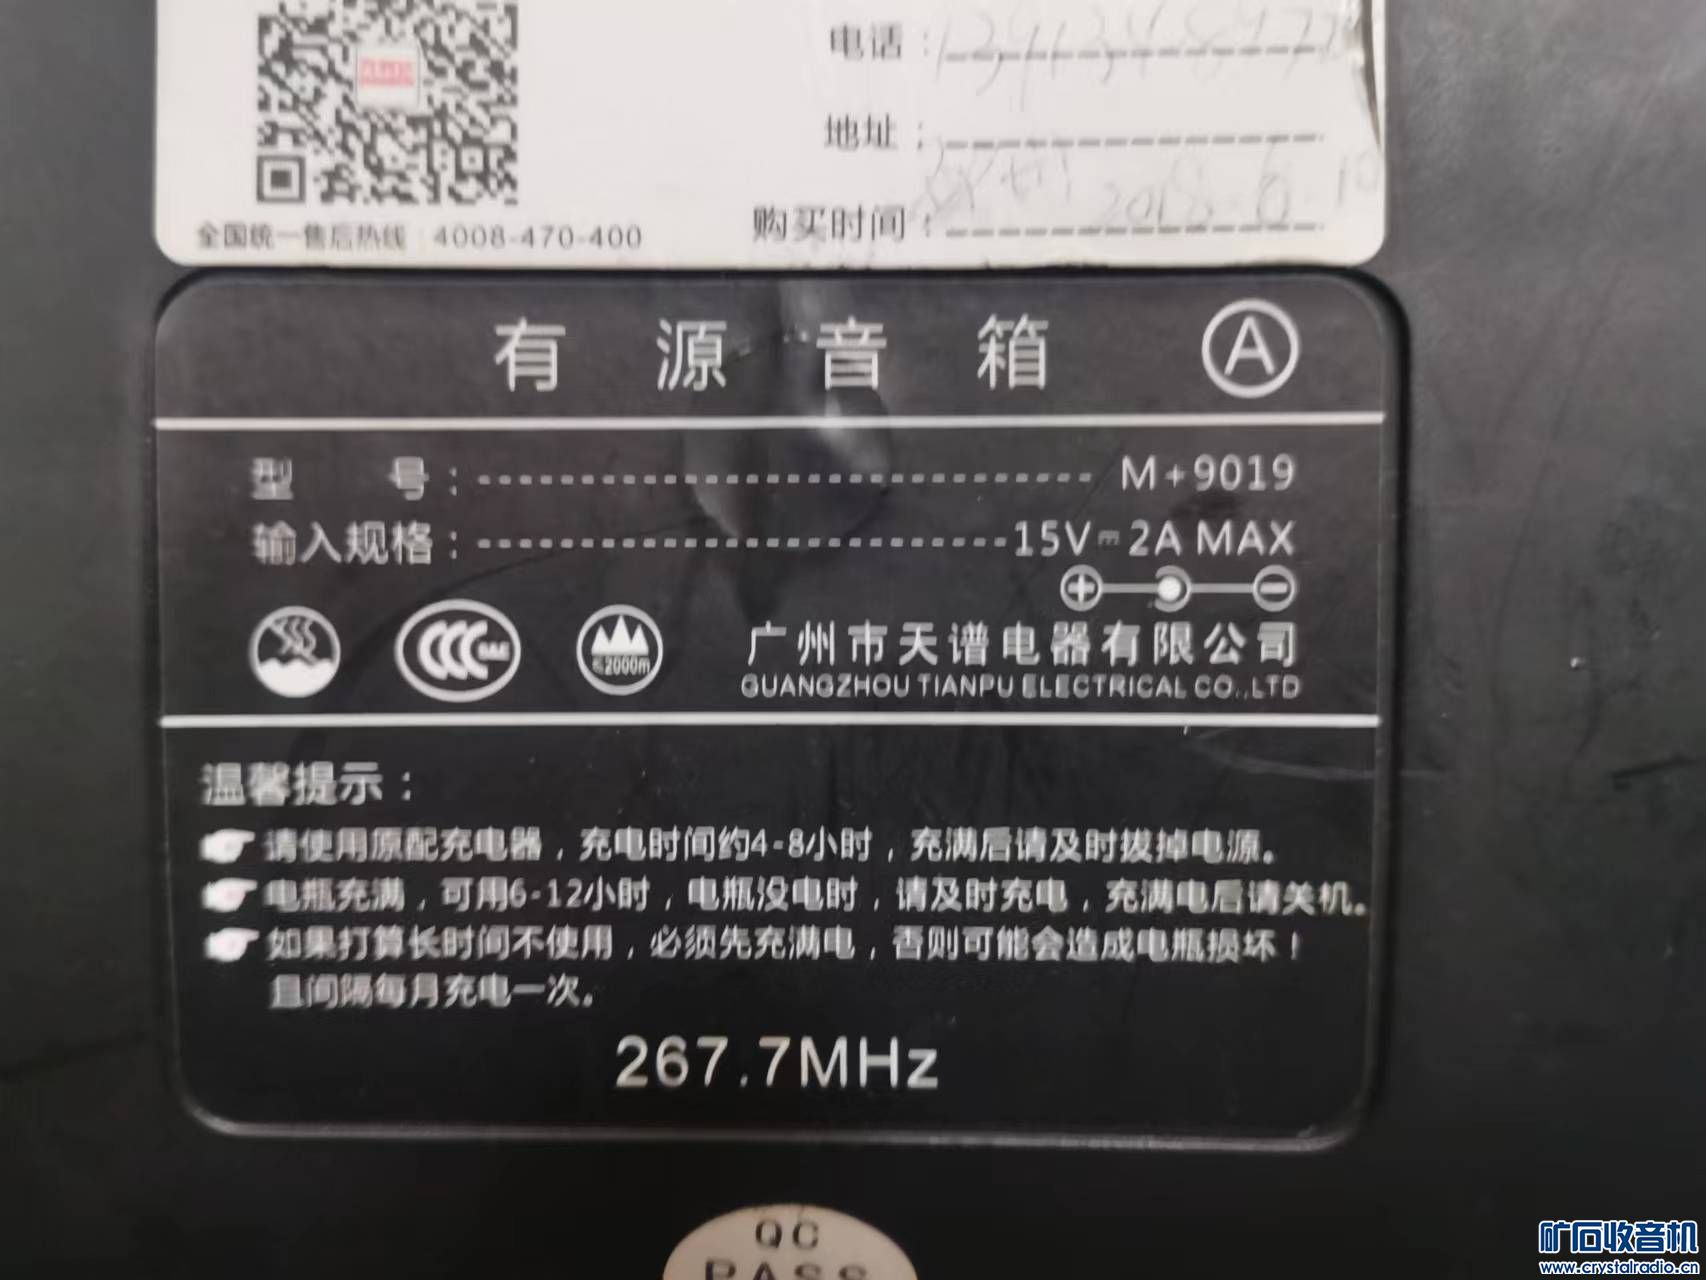 电话：
地址：
购买时间：
全国统一售后热线：4008-470-400
有源音箱 A
型 号：M+9019
输入规格：15V⎓2A MAX
≤2000m
广州市天谱电器有限公司
GUANGZHOU TIANPU ELECTRICAL CO.,LTD
温馨提示：
请使用原配充电器，充电时间约4-8小时，充满后请及时拔掉电源。
电瓶充满，可用6-12小时，电瓶没电时，请及时充电，充满电后请关机。
如果打算长时间不使用，必须先充满电，否则可能会造成电瓶损坏！
且间隔每月充电一次。
267.7MHz
QC
PASS
矿石收音机
www.crystalradio.cn